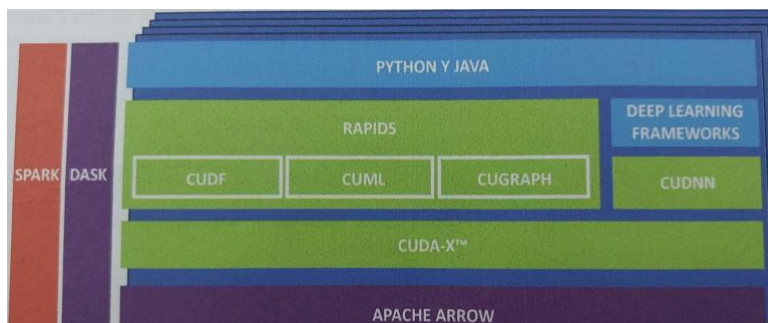 PYTHON Y JAVA
RAPIDS
DEEP LEARNING
FRAMEWORKS
SPARK
DASK
CUDF
CUML
CUGRAPH
CUDNN
CUDA-X™
APACHE ARROW